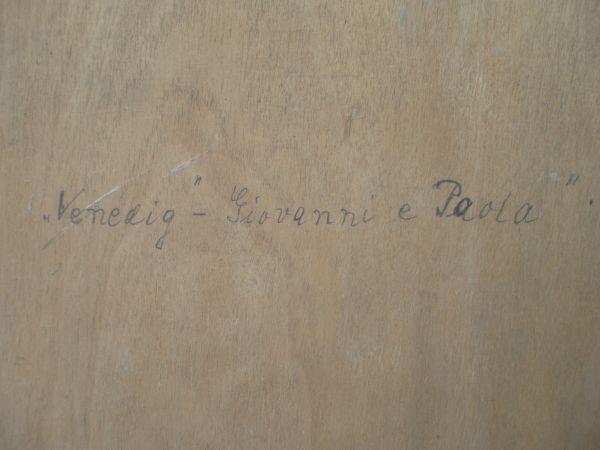 „Venedig" - Giovanni e Paola"